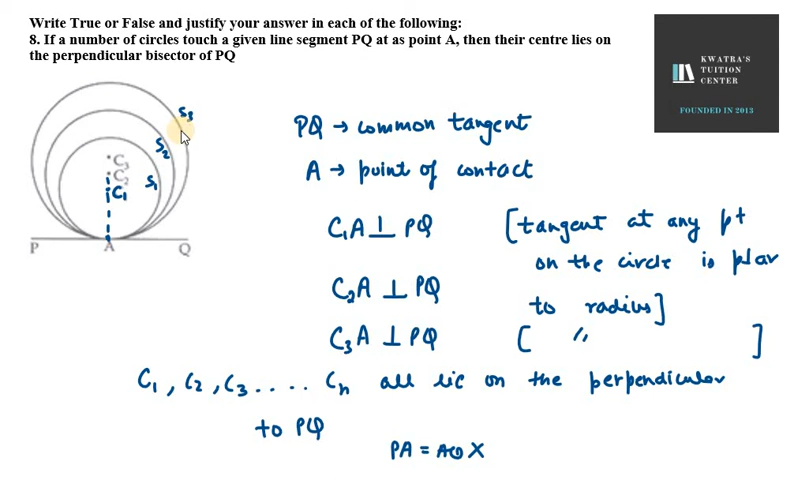 Write True or False and justify your answer in each of the following:
8. If a number of circles touch a given line segment PQ at as point A, then their centre lies on
the perpendicular bisector of PQ
KWATRA'S
TUITION
CENTER
FOUNDED IN 2013
S3
S2
S1
C3
C2
C1
P A Q
PQ → common tangent
A → point of contact
C1A ⊥ PQ [tangent at any pt
on the circle is plar
C2A ⊥ PQ to radius]
C3A ⊥ PQ [ " ]
C1, C2, C3 .... Cn all lie on the perpendicular
to PQ
PA = AQ X